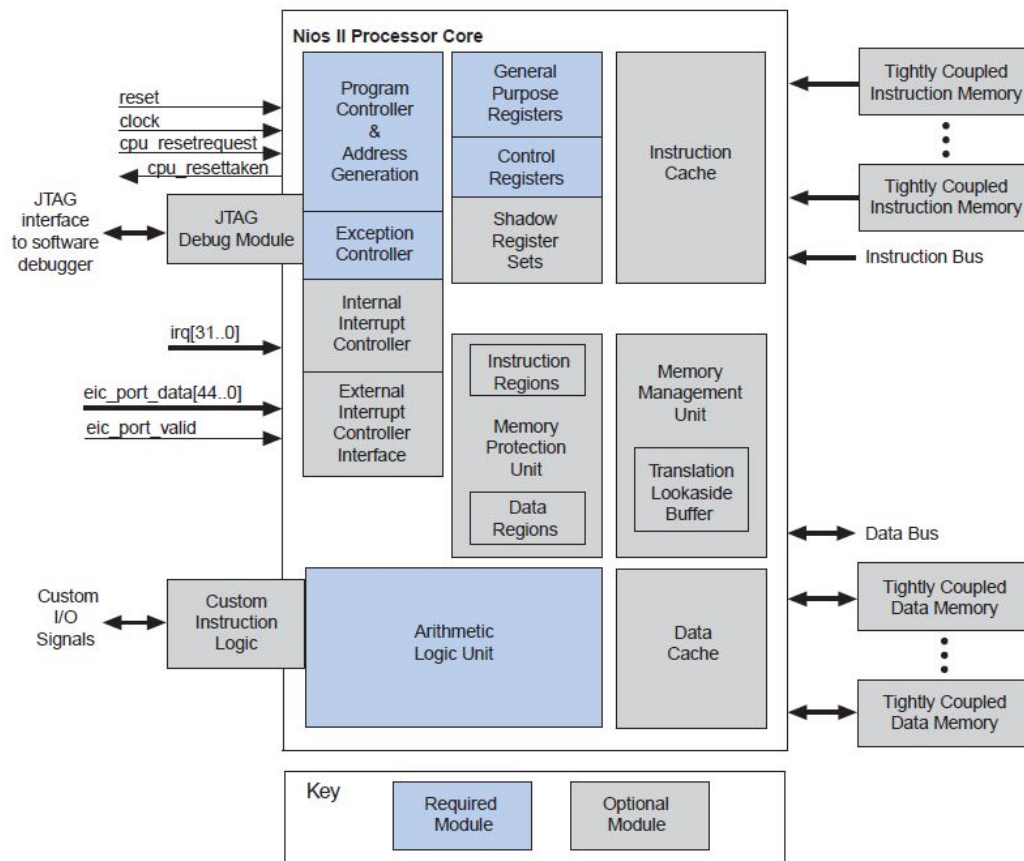 Nios II Processor Core
reset
clock
cpu_resetrequest
cpu_resettaken
JTAG
interface
to software
debugger
JTAG
Debug Module
irq[31..0]
eic_port_data[44..0]
eic_port_valid
Custom
I/O
Signals
Custom
Instruction
Logic
Program
Controller
&
Address
Generation
Exception
Controller
Internal
Interrupt
Controller
External
Interrupt
Controller
Interface
General
Purpose
Registers
Control
Registers
Shadow
Register
Sets
Instruction
Cache
Instruction
Regions
Memory
Protection
Unit
Data
Regions
Memory
Management
Unit
Translation
Lookaside
Buffer
Arithmetic
Logic Unit
Data
Cache
Tightly Coupled
Instruction Memory
Tightly Coupled
Instruction Memory
Instruction Bus
Data Bus
Tightly Coupled
Data Memory
Tightly Coupled
Data Memory
Key
Required
Module
Optional
Module